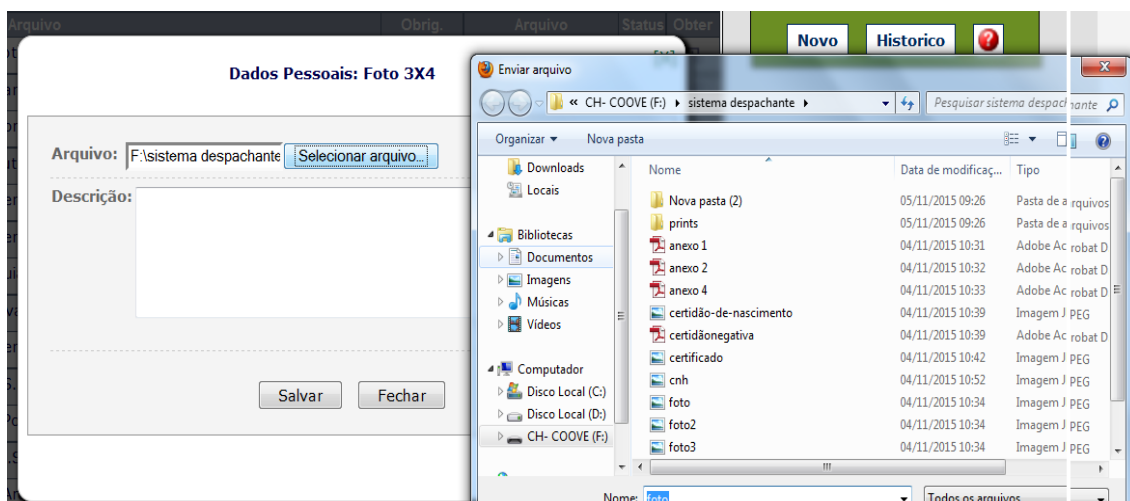 Arquivo Obrig. Arquivo Status Obter
Novo Historico
Dados Pessoais: Foto 3X4
Arquivo: F:\sistema despachante Selecionar arquivo...
Descrição:
Salvar Fechar
Enviar arquivo
« CH- COOVE (F:) sistema despachante Pesquisar sistema despachante
Organizar Nova pasta
Downloads
Locais
Bibliotecas
Documentos
Imagens
Músicas
Vídeos
Computador
Disco Local (C:)
Disco Local (D:)
CH- COOVE (F:)
Nome Data de modificaç... Tipo
Nova pasta (2) 05/11/2015 09:26 Pasta de arquivos
prints 05/11/2015 09:26 Pasta de arquivos
anexo 1 04/11/2015 10:31 Adobe Acrobat D
anexo 2 04/11/2015 10:32 Adobe Acrobat D
anexo 4 04/11/2015 10:33 Adobe Acrobat D
certidão-de-nascimento 04/11/2015 10:39 Imagem JPEG
certidãonegativa 04/11/2015 10:39 Adobe Acrobat D
certificado 04/11/2015 10:42 Imagem JPEG
cnh 04/11/2015 10:52 Imagem JPEG
foto 04/11/2015 10:34 Imagem JPEG
foto2 04/11/2015 10:34 Imagem JPEG
foto3 04/11/2015 10:34 Imagem JPEG
Nome: foto Todos os arquivos